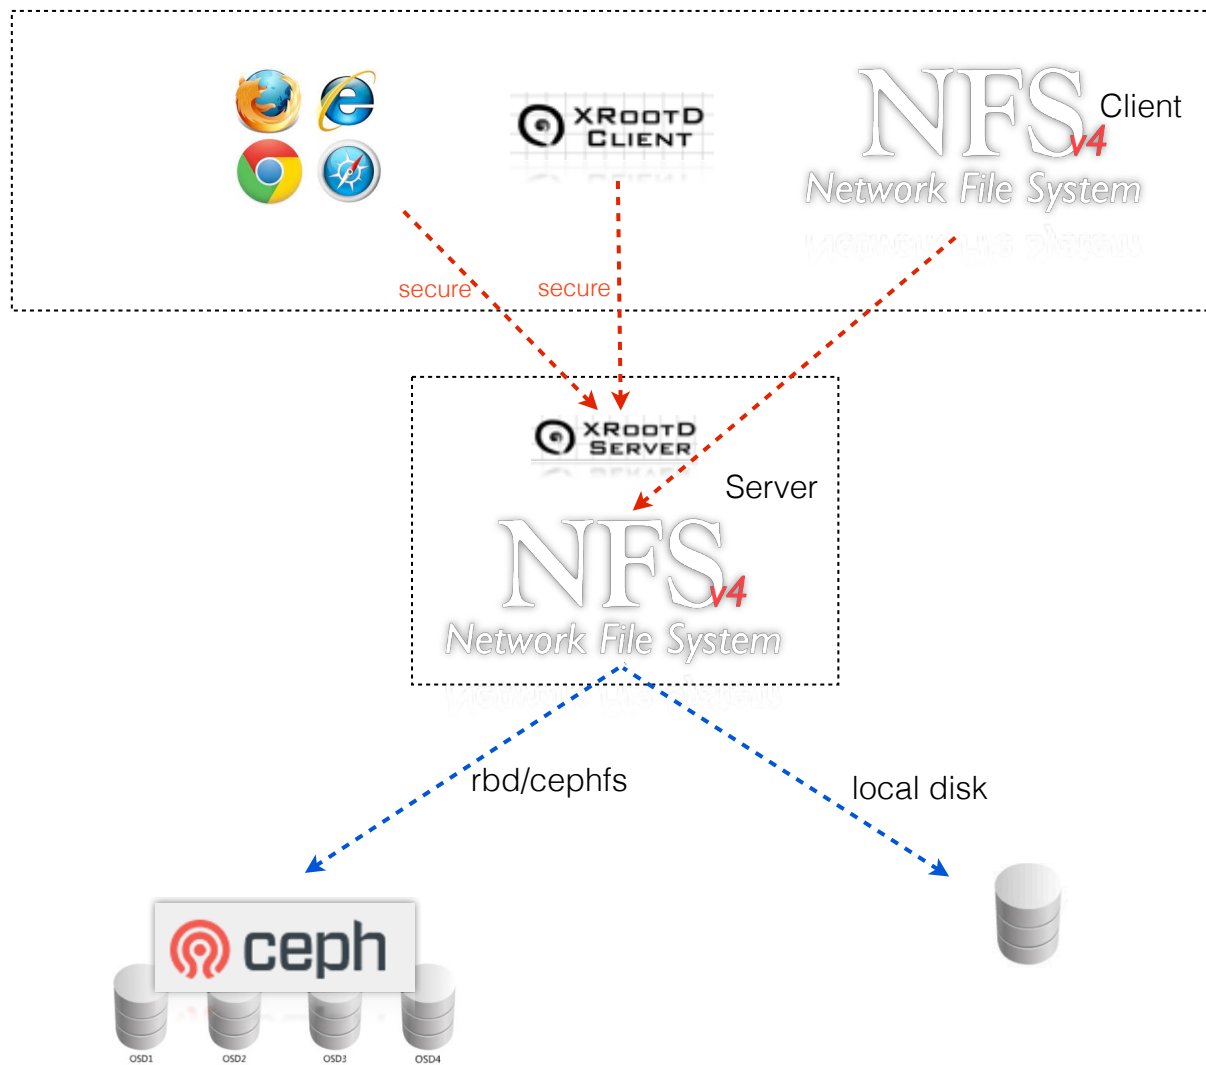 XROOTD
CLIENT
NFS
v4
Client
Network File System
secure
secure
XROOTD
SERVER
Server
NFS
v4
Network File System
rbd/cephfs
local disk
ceph
OSD1
OSD2
OSD3
OSD4